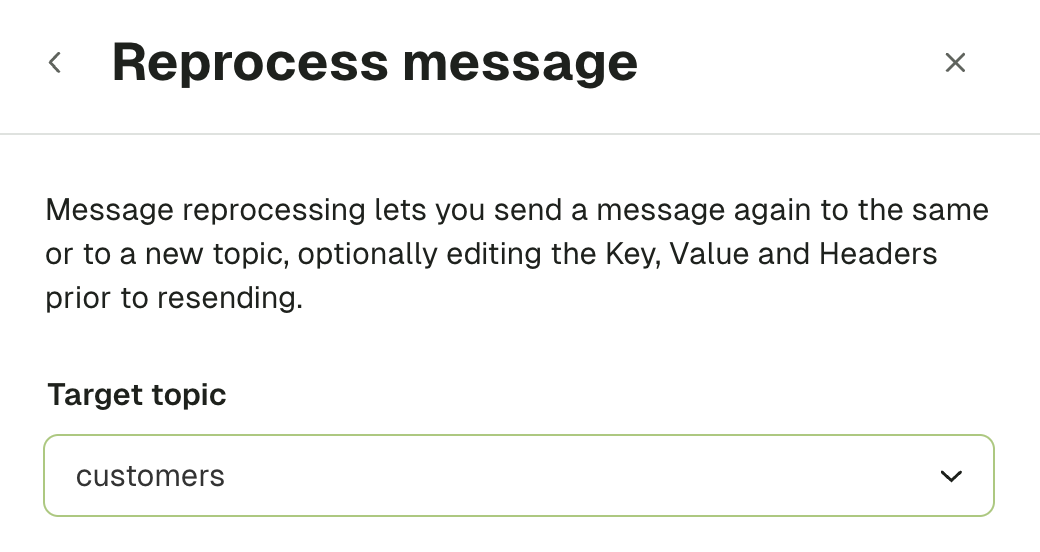 Reprocess message
Message reprocessing lets you send a message again to the same
or to a new topic, optionally editing the Key, Value and Headers
prior to resending.
Target topic
customers